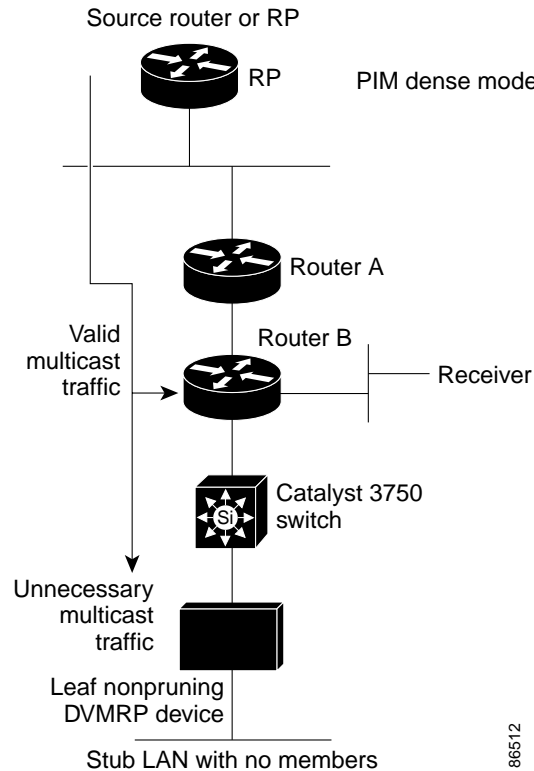 Source router or RP
RP
PIM dense mode
Router A
Router B
Valid
multicast
traffic
Receiver
Catalyst 3750
switch
Si
Unnecessary
multicast
traffic
Leaf nonpruning
DVMRP device
Stub LAN with no members
86512